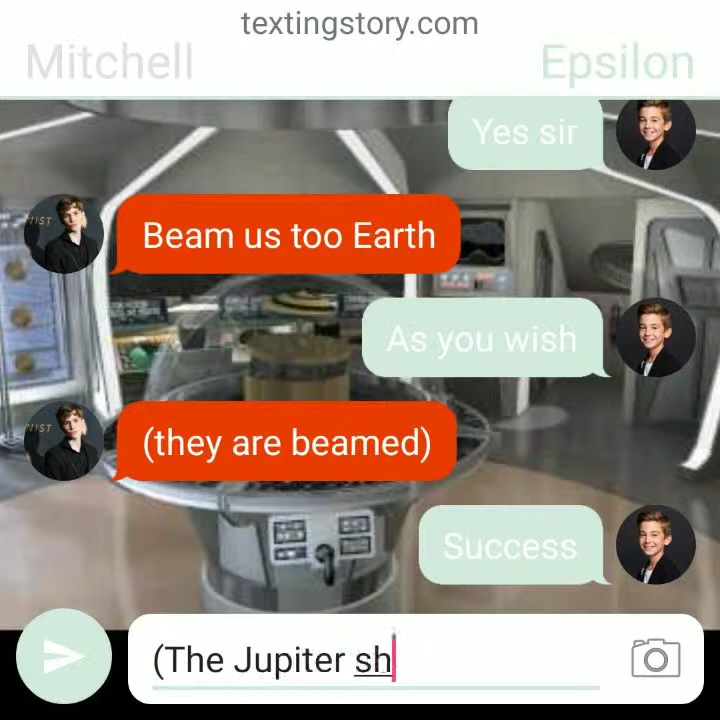 textingstory.com
Mitchell
Epsilon
Yes sir
Beam us too Earth
As you wish
(they are beamed)
Success
(The Jupiter sh